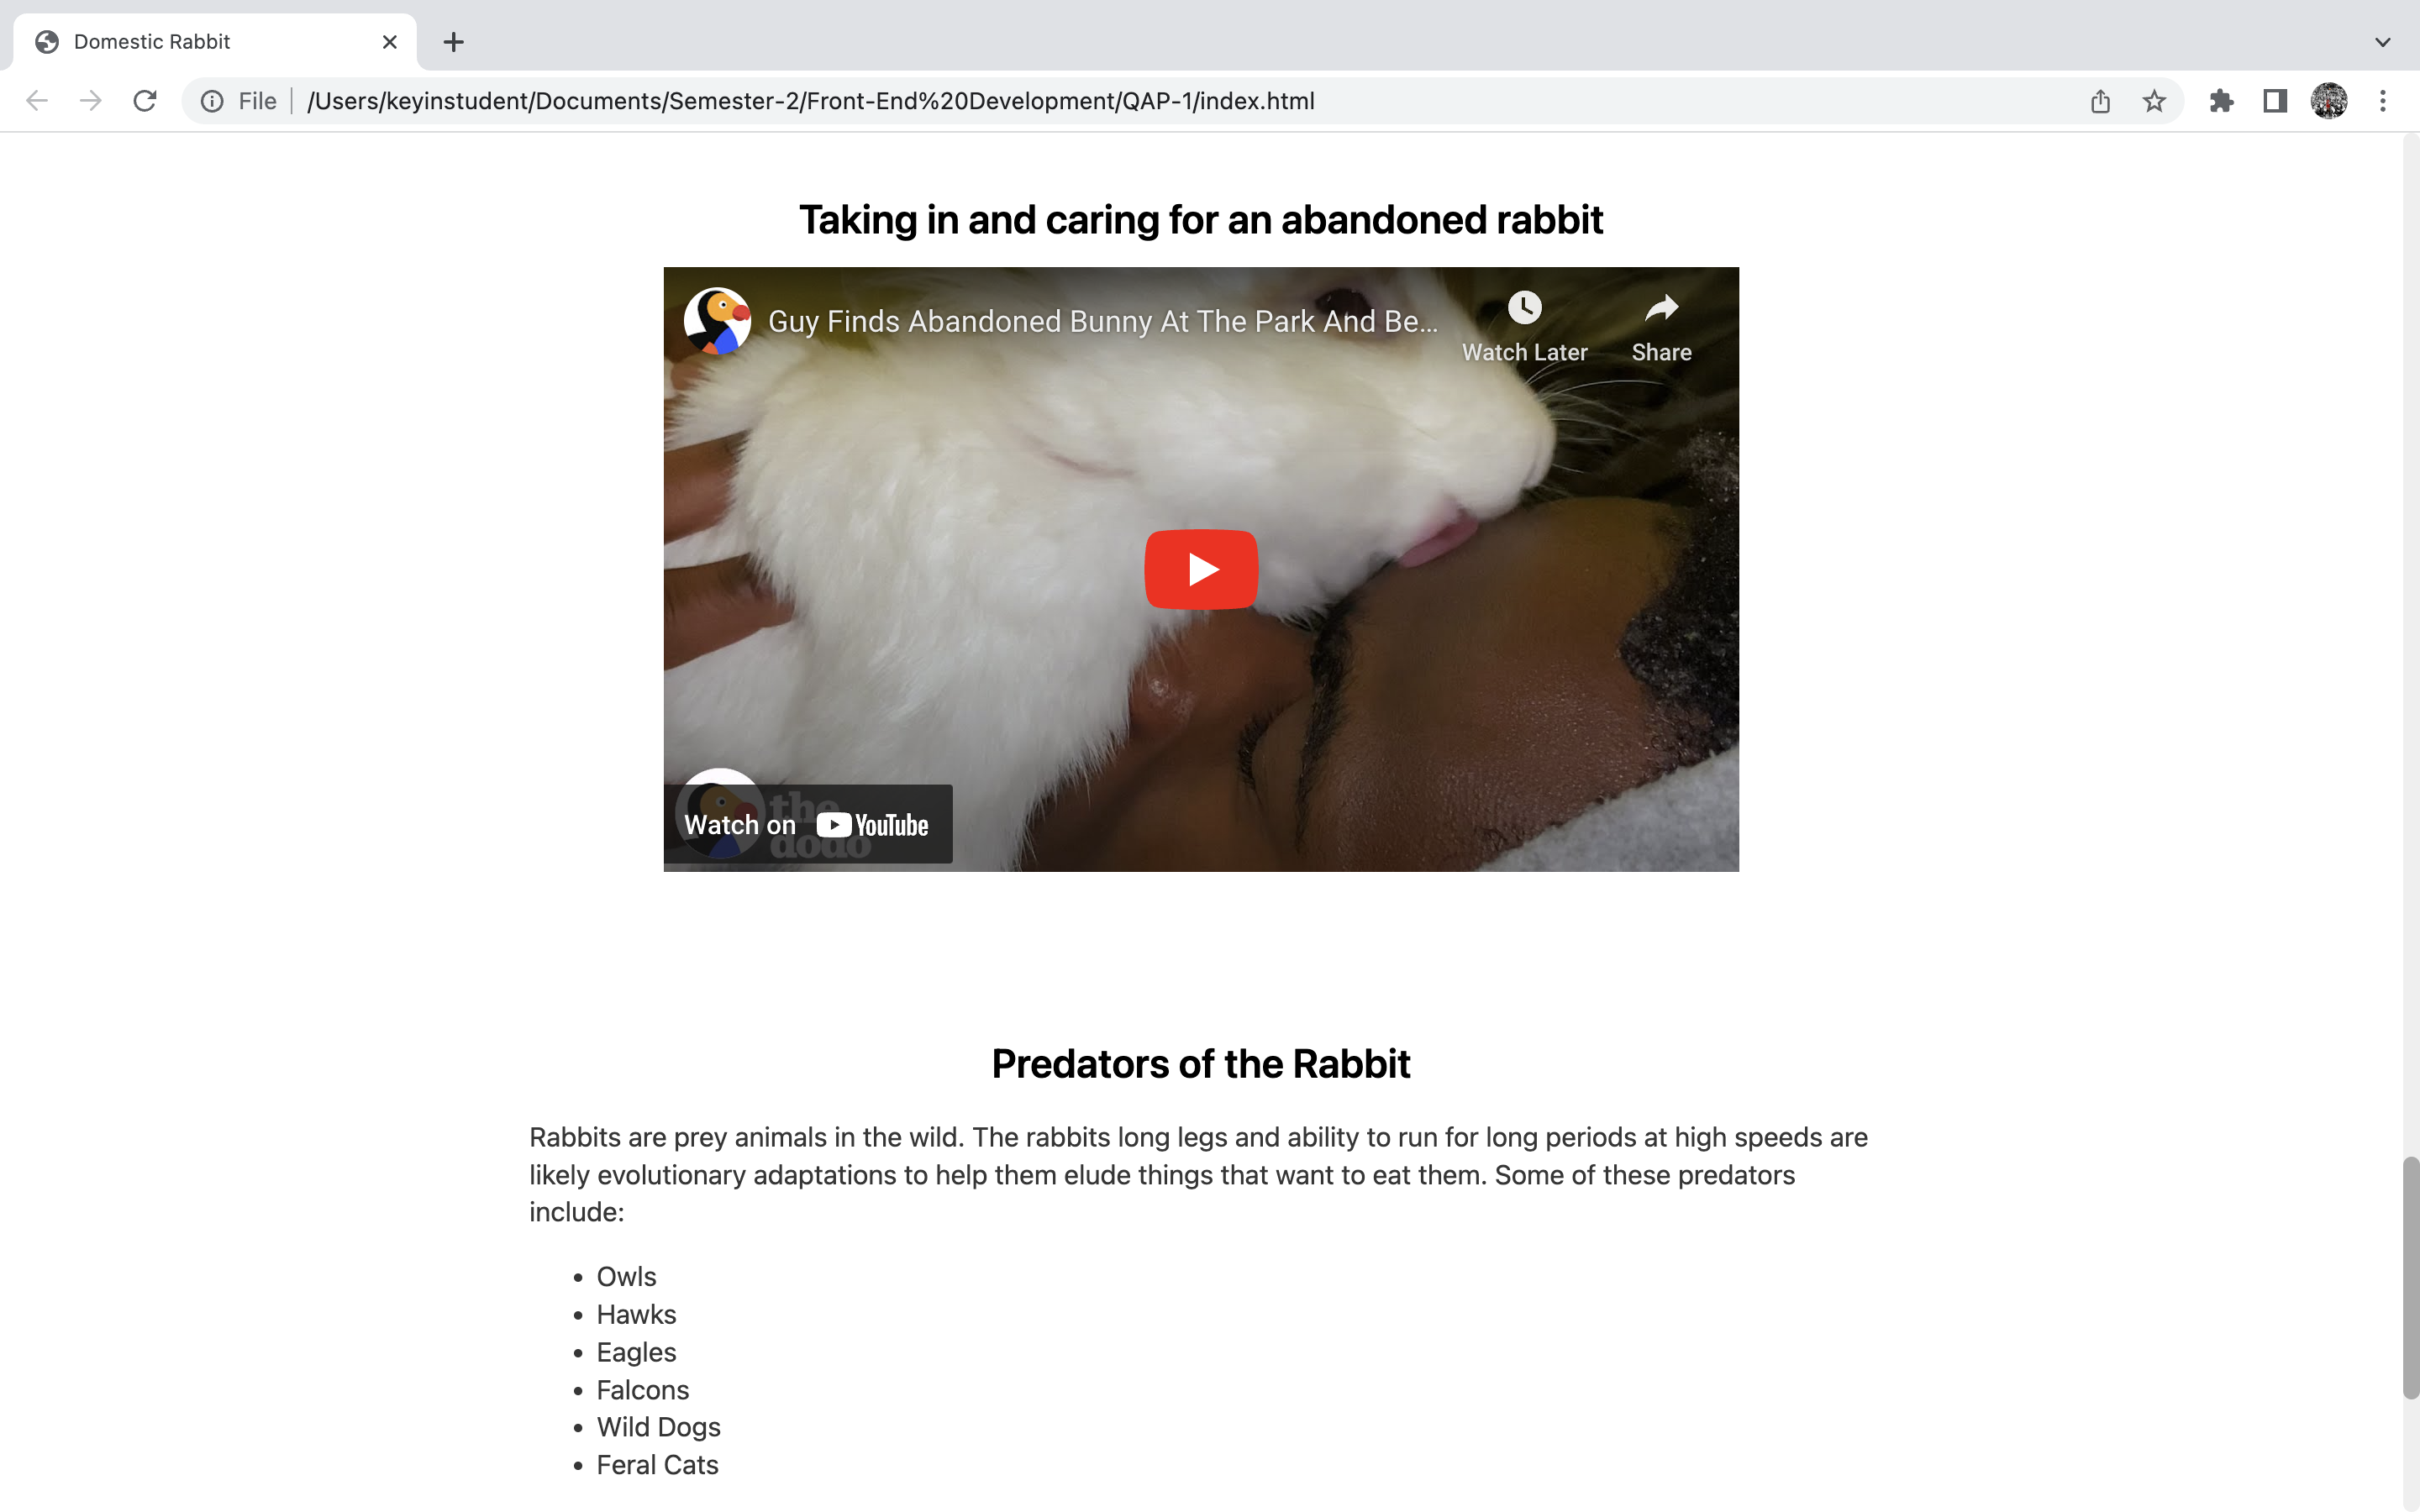 Domestic Rabbit
File
/Users/keyinstudent/Documents/Semester-2/Front-End%20Development/QAP-1/index.html
Taking in and caring for an abandoned rabbit
Guy Finds Abandoned Bunny At The Park And Be...
Watch Later
Share
the
dodo
Watch on YouTube
Predators of the Rabbit
Rabbits are prey animals in the wild. The rabbits long legs and ability to run for long periods at high speeds are
likely evolutionary adaptations to help them elude things that want to eat them. Some of these predators
include:
• Owls
• Hawks
• Eagles
• Falcons
• Wild Dogs
• Feral Cats